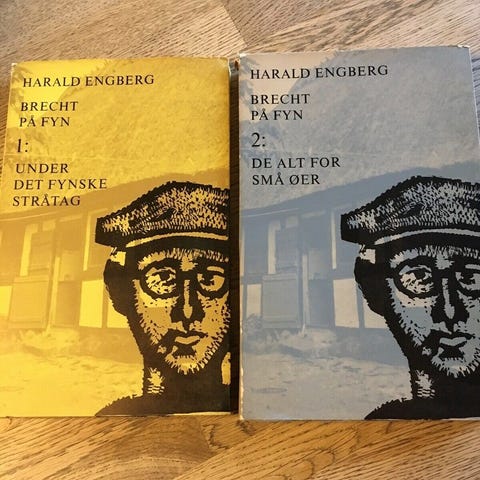 HARALD ENGBERG
BRECHT
PÅ FYN
1:
UNDER
DET FYNSKE
STRÅTAG
HARALD ENGBERG
BRECHT
PÅ FYN
2:
DE ALT FOR
SMÅ ØER